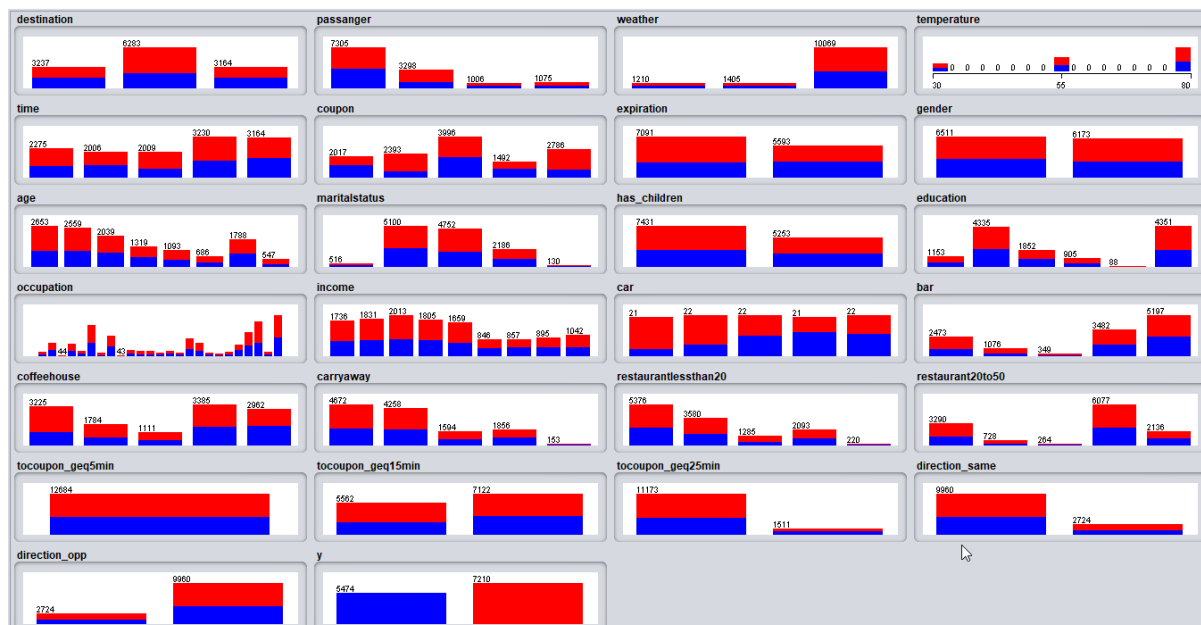 destination
3237 6283 3164
passanger
7305 3298 1006 1075
weather
1210 1405 10069
temperature
0 0 0 0 0 0 0 0 0 0 0 0 0 0
30 55 80
time
2275 2006 2009 3230 3164
coupon
2017 2393 3996 1492 2786
expiration
7091 5593
gender
6511 6173
age
2653 2559 2039 1319 1093 686 1788 547
maritalstatus
516 5100 4752 2186 130
has_children
7431 5253
education
1153 4335 1852 905 88 4351
occupation
44 43
income
1736 1831 2013 1805 1659 846 857 895 1042
car
21 22 22 21 22
bar
2473 1076 349 3482 5197
coffeehouse
3225 1784 1111 3385 2962
carryaway
4672 4258 1594 1856 153
restaurantlessthan20
5376 3580 1285 2093 220
restaurant20to50
3290 728 264 6077 2136
tocoupon_geq5min
12684
tocoupon_geq15min
5562 7122
tocoupon_geq25min
11173 1511
direction_same
9960 2724
direction_opp
2724 9960
y
5474 7210